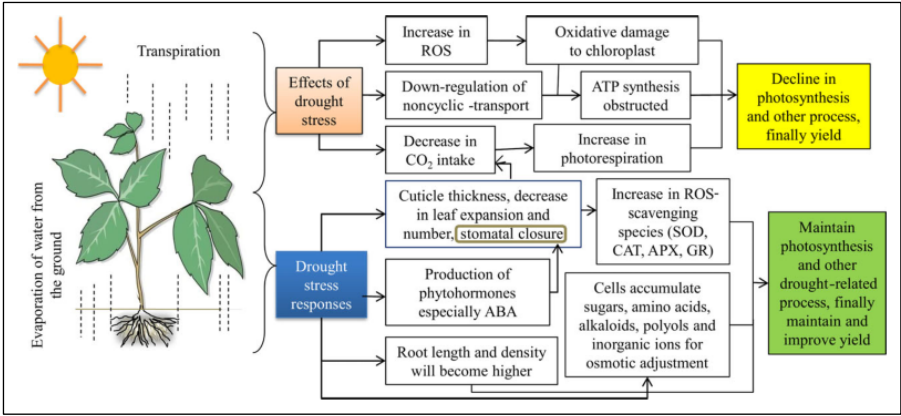 Transpiration
Evaporation of water from
the ground
Effects of
drought
stress
Increase in
ROS
Oxidative damage
to chloroplast
Down-regulation of
noncyclic -transport
ATP synthesis
obstructed
Decrease in
CO₂ intake
Increase in
photorespiration
Decline in
photosynthesis
and other process,
finally yield
Drought
stress
responses
Cuticle thickness, decrease
in leaf expansion and
number, stomatal closure
Increase in ROS-
scavenging
species (SOD,
CAT, APX, GR)
Production of
phytohormones
especially ABA
Cells accumulate
sugars, amino acids,
alkaloids, polyols and
inorganic ions for
osmotic adjustment
Root length and density
will become higher
Maintain
photosynthesis
and other
drought-related
process, finally
maintain and
improve yield